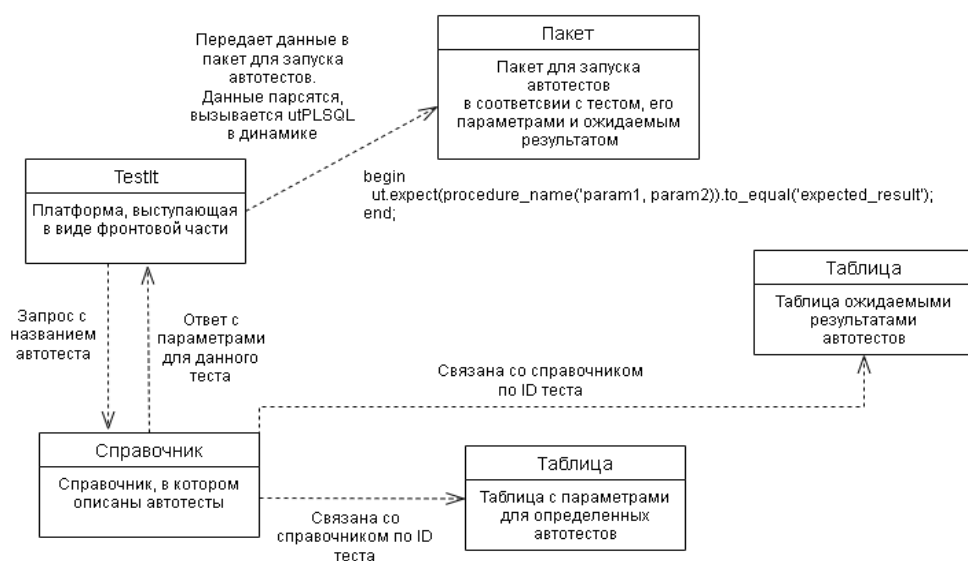 Передает данные в
пакет для запуска
автотестов.
Данные парсятся,
вызывается utPLSQL
в динамике
Пакет
Пакет для запуска
автотестов
в соответсвии с тестом, его
параметрами и ожидаемым
результатом
begin
ut.expect(procedure_name('param1, param2')).to_equal('expected_result');
end;
TestIt
Платформа, выступающая
в виде фронтовой части
Запрос с
названием
автотеста
Ответ с
параметрами
для данного
теста
Таблица
Таблица ожидаемыми
результатами
автотестов
Связана со справочником
по ID теста
Справочник
Справочник, в котором
описаны автотесты
Связана со
справочником по ID
теста
Таблица
Таблица с параметрами
для определенных
автотестов